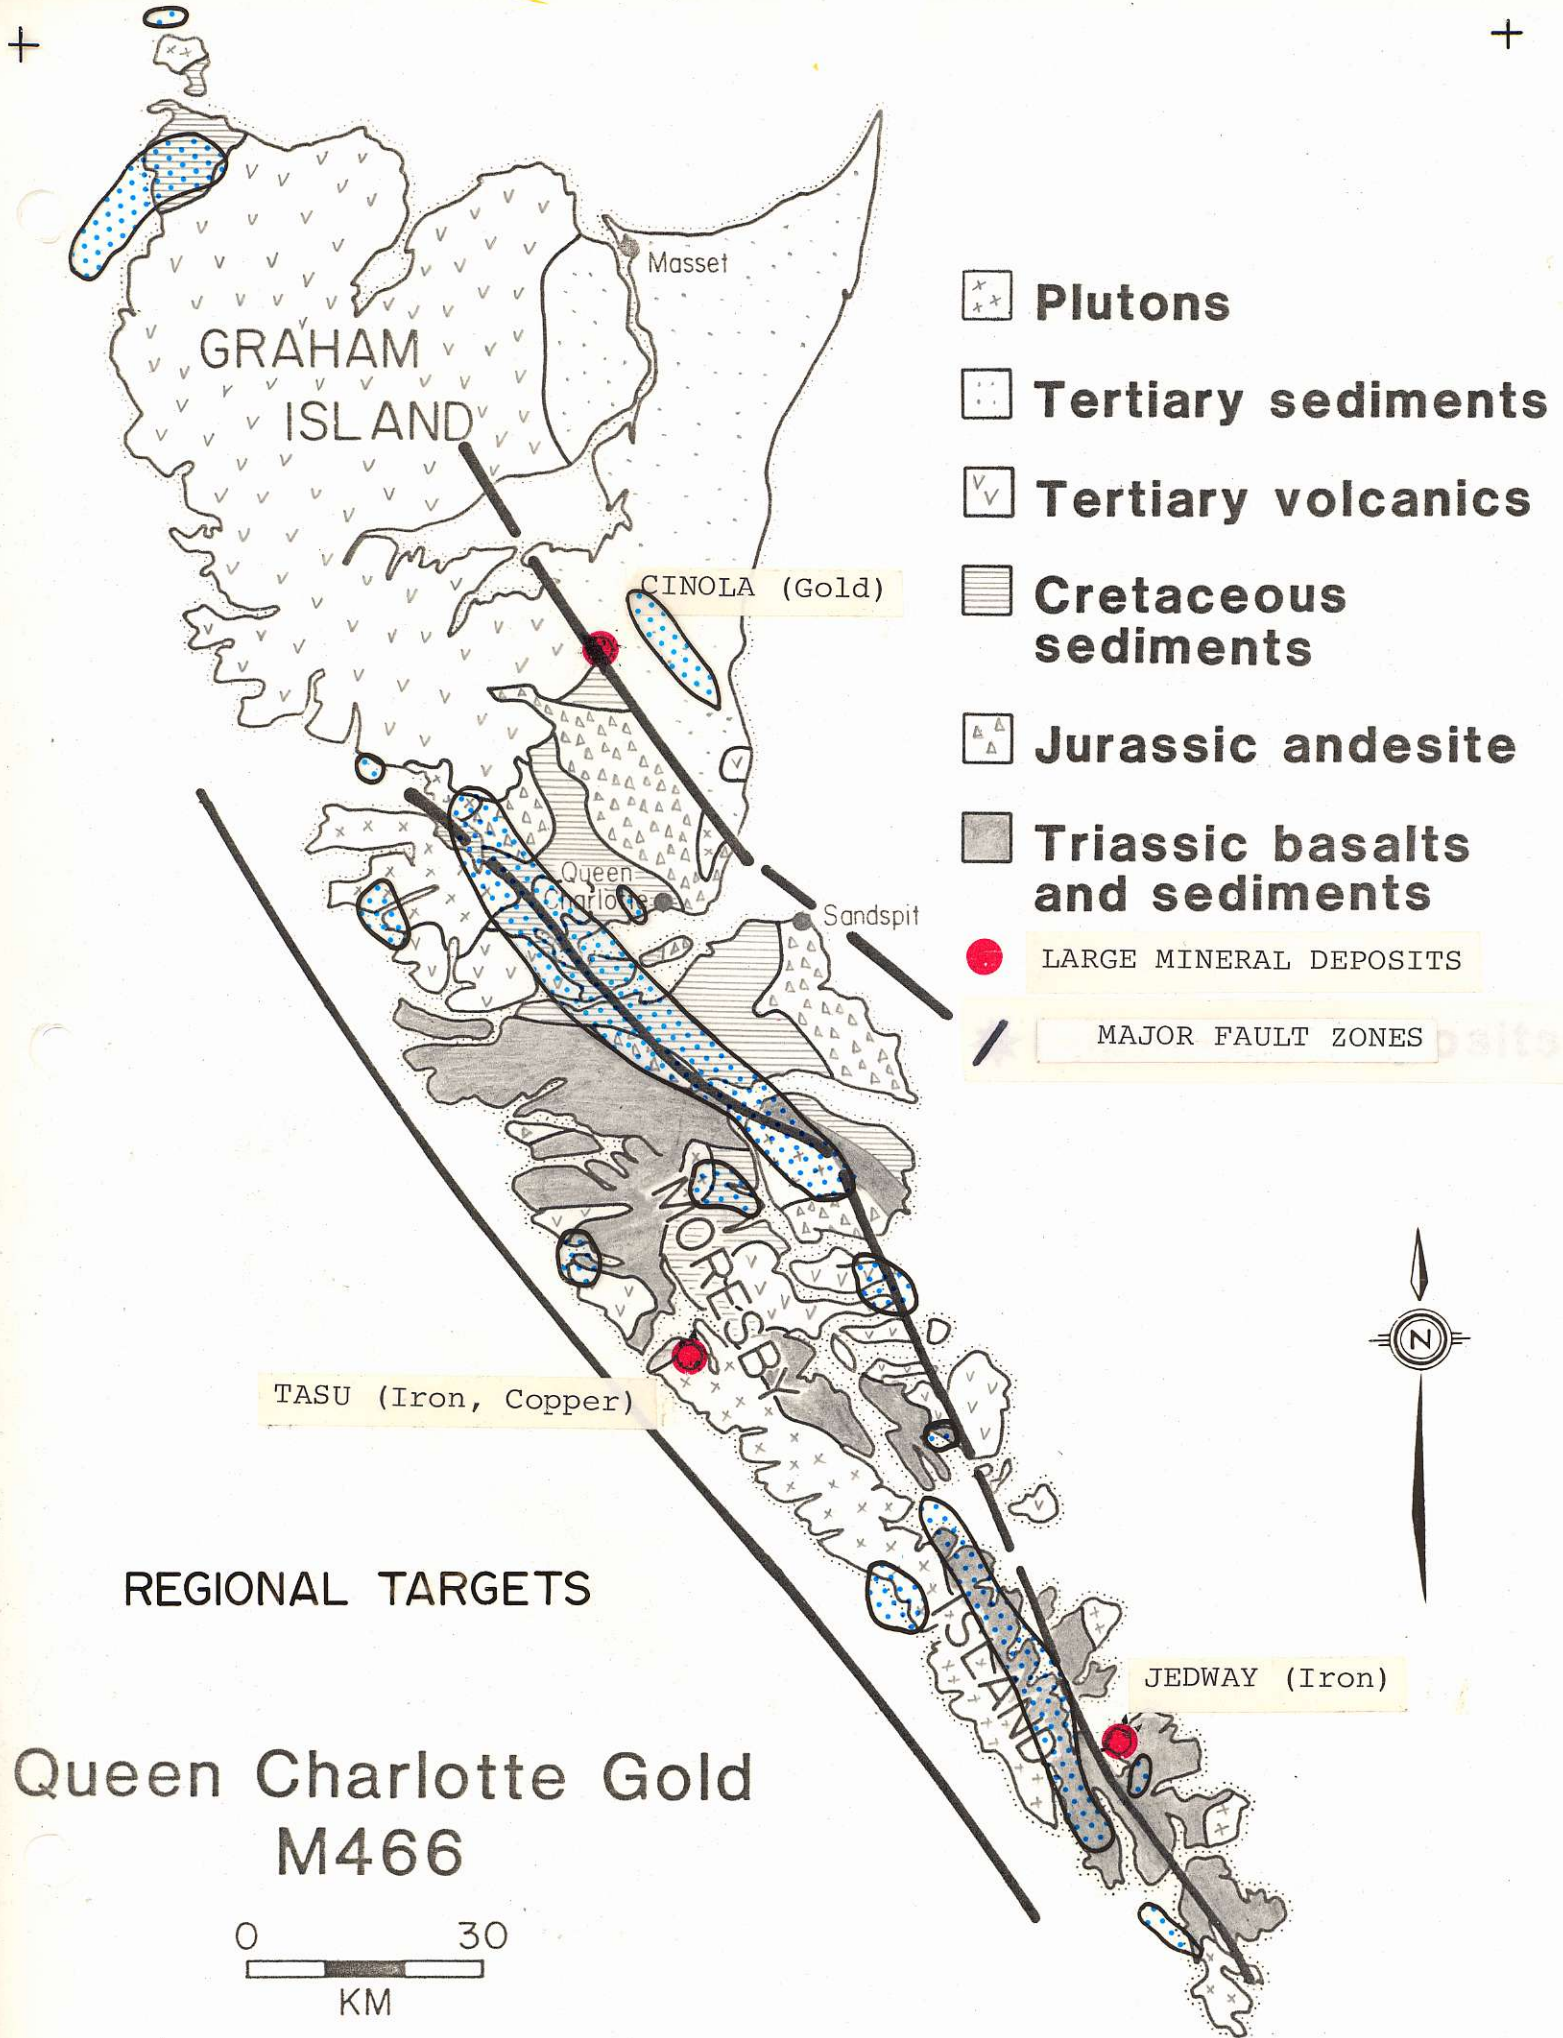 Masset
GRAHAM
ISLAND
CINOLA (Gold)
Queen
Charlotte
Sandspit
Plutons
Tertiary sediments
Tertiary volcanics
Cretaceous
sediments
Jurassic andesite
Triassic basalts
and sediments
LARGE MINERAL DEPOSITS
MAJOR FAULT ZONES
MORESBY
ISLAND
N
TASU (Iron, Copper)
JEDWAY (Iron)
REGIONAL TARGETS
Queen Charlotte Gold
M466
0 30
KM